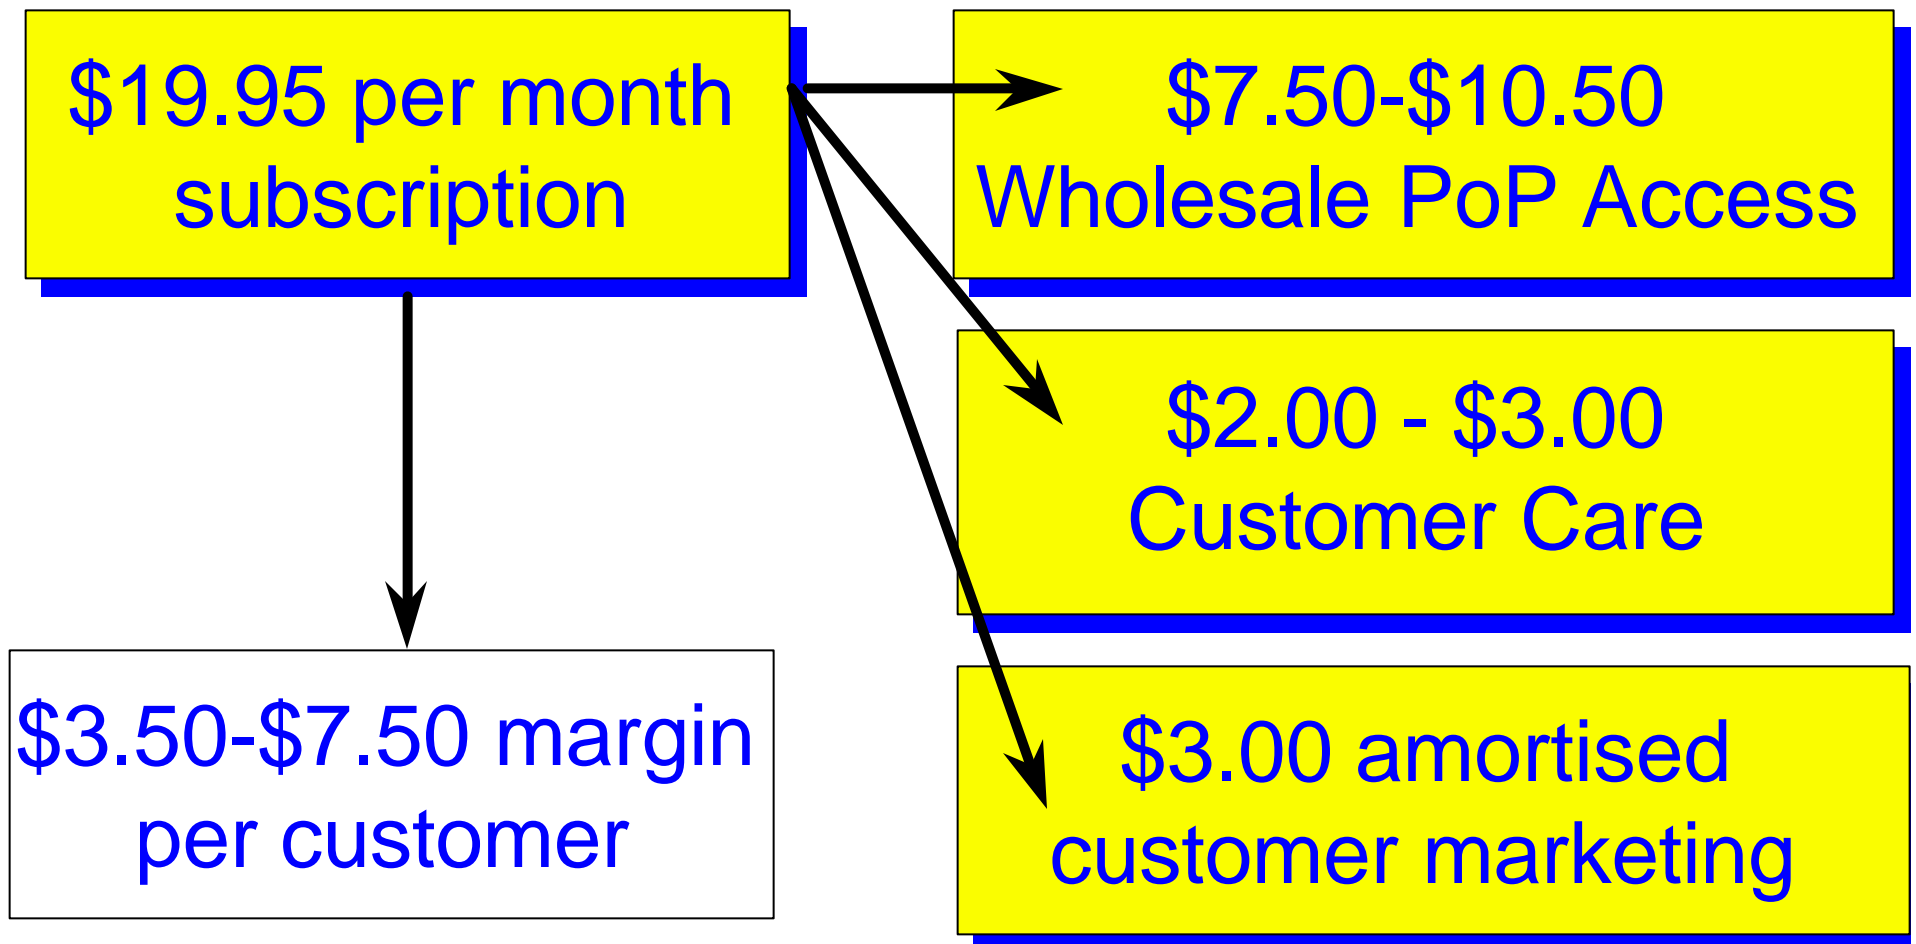 $19.95 per month
subscription
$7.50-$10.50
Wholesale PoP Access
$2.00 - $3.00
Customer Care
$3.50-$7.50 margin
per customer
$3.00 amortised
customer marketing